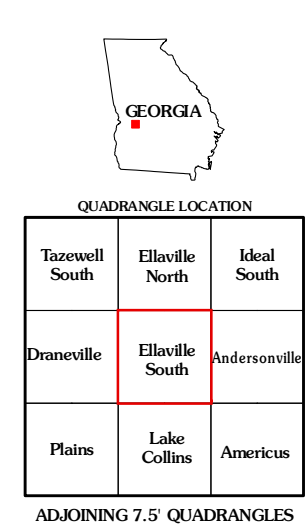 GEORGIA
QUADRANGLE LOCATION
Tazewell
South
Ellaville
North
Ideal
South
Draneville
Ellaville
South
Andersonville
Plains
Lake
Collins
Americus
ADJOINING 7.5' QUADRANGLES